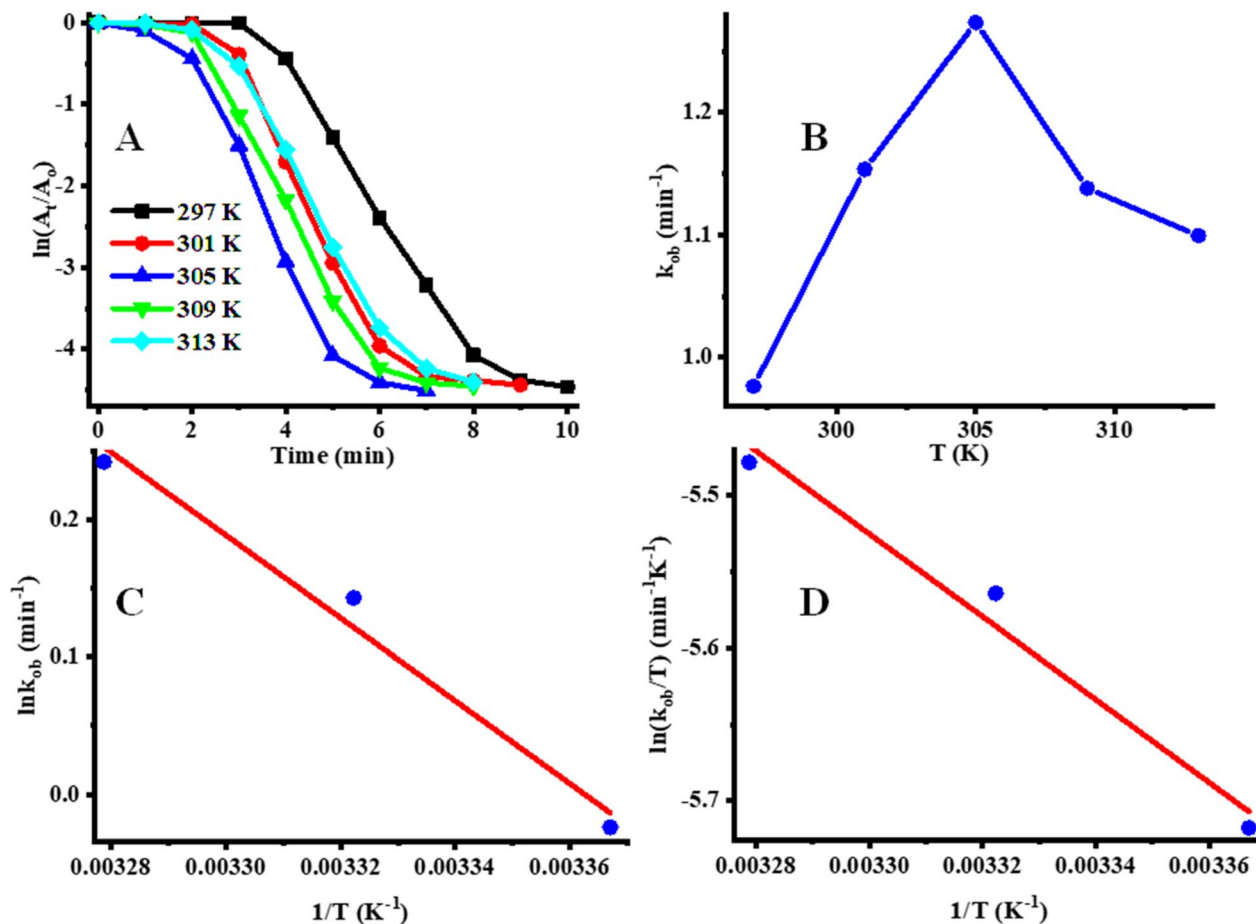 0
-1
-2
-3
-4
ln(Aₜ/Aₒ)
A
297 K
301 K
305 K
309 K
313 K
0 2 4 6 8 10
Time (min)
1.2
1.1
1.0
kₒb (min⁻¹)
B
300 305 310
T (K)
0.2
0.1
0.0
lnkₒb (min⁻¹)
C
0.00328 0.00330 0.00332 0.00334 0.00336
1/T (K⁻¹)
-5.5
-5.6
-5.7
ln(kₒb/T) (min⁻¹K⁻¹)
D
0.00328 0.00330 0.00332 0.00334 0.00336
1/T (K⁻¹)